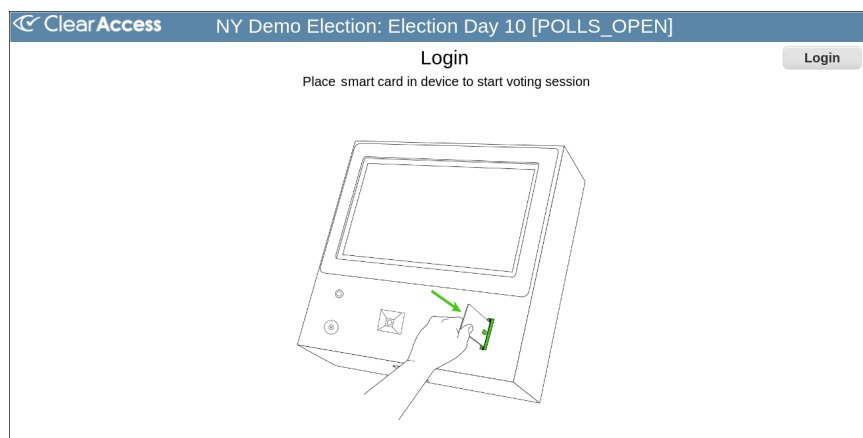 ClearAccess NY Demo Election: Election Day 10 [POLLS_OPEN]
Login
Login
Place smart card in device to start voting session